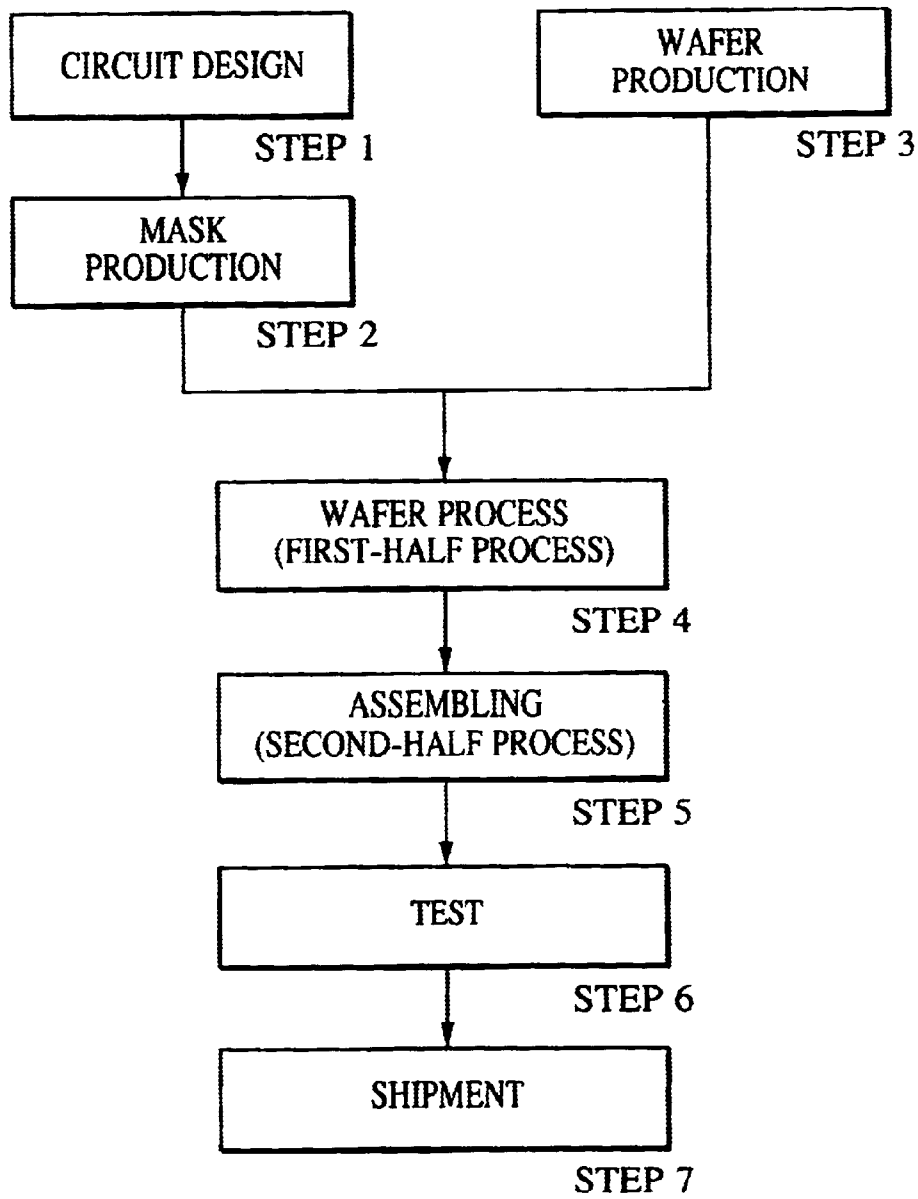 CIRCUIT DESIGN
STEP 1
MASK
PRODUCTION
STEP 2
WAFER
PRODUCTION
STEP 3
WAFER PROCESS
(FIRST-HALF PROCESS)
STEP 4
ASSEMBLING
(SECOND-HALF PROCESS)
STEP 5
TEST
STEP 6
SHIPMENT
STEP 7